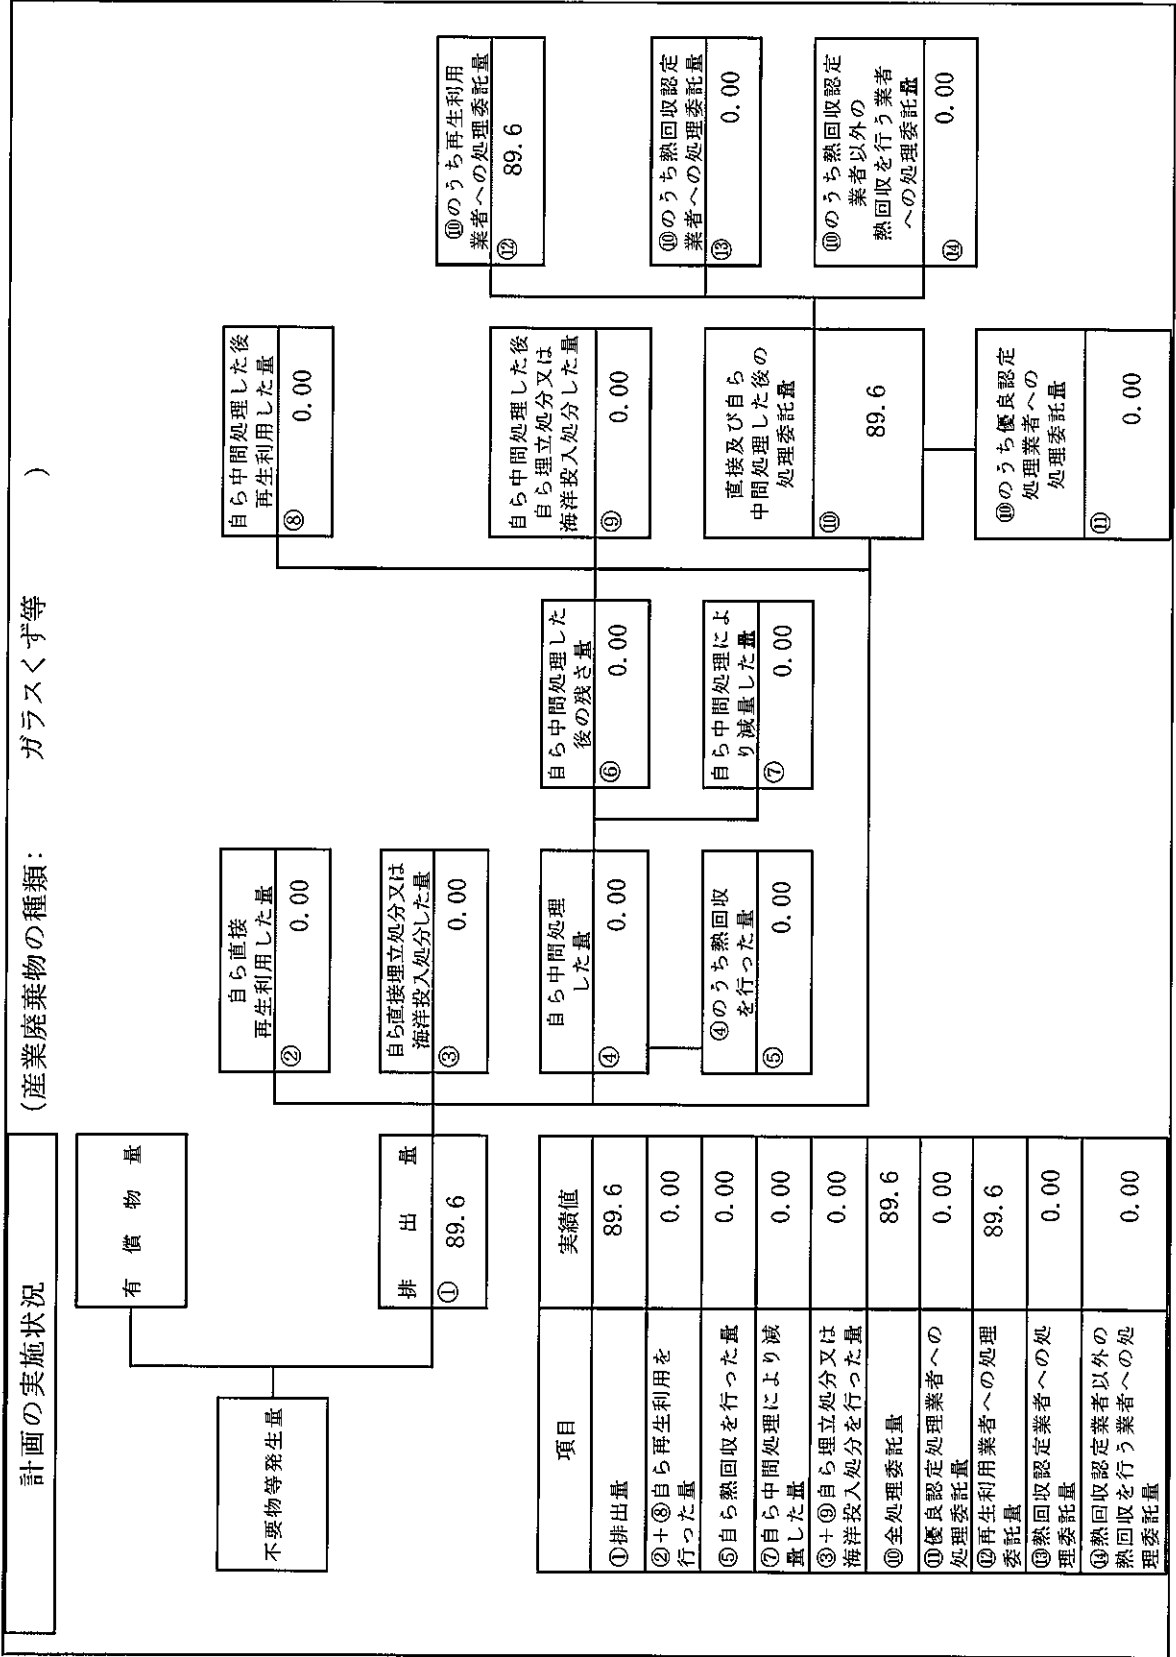 計画の実施状況
(産業廃棄物の種類: ガラスくず等 )
不要物等発生量
有償物量
排出量
① 89.6
自ら直接
再生利用した量
② 0.00
自ら直接埋立処分又は
海洋投入処分した量
③ 0.00
自ら中間処理
した量
④ 0.00
④のうち熱回収
を行った量
⑤ 0.00
自ら中間処理した
後の残さ量
⑥ 0.00
自ら中間処理によ
り減量した量
⑦ 0.00
自ら中間処理した後
再生利用した量
⑧ 0.00
自ら中間処理した後
自ら埋立処分又は
海洋投入処分した量
⑨ 0.00
直接及び自ら
中間処理した後の
処理委託量
⑩ 89.6
⑩のうち優良認定
処理業者への
処理委託量
⑪ 0.00
⑩のうち再生利用
業者への処理委託量
⑫ 89.6
⑩のうち熱回収認定
業者への処理委託量
⑬ 0.00
⑩のうち熱回収認定
業者以外の
熱回収を行う業者
への処理委託量
⑭ 0.00
項目 実績値
①排出量 89.6
②+⑧自ら再生利用を
行った量 0.00
⑤自ら熱回収を行った量 0.00
⑦自ら中間処理により減
量した量 0.00
③+⑨自ら埋立処分又は
海洋投入処分を行った量 0.00
⑩全処理委託量 89.6
⑪優良認定処理業者への
処理委託量 0.00
⑫再生利用業者への処理
委託量 89.6
⑬熱回収認定業者への処
理委託量 0.00
⑭熱回収認定業者以外の
熱回収を行う業者への処
理委託量 0.00